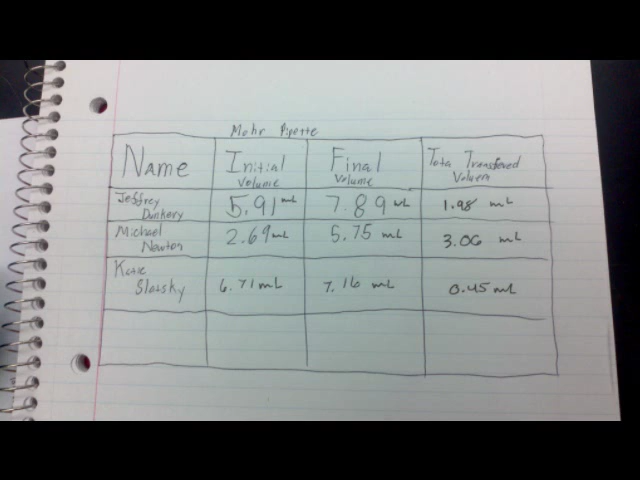 Mohr Pipette
Name Initial Volume Final Volume Tota Transfered Volume
Jeffrey Dunkery 5.91 mL 7.89 mL 1.98 mL
Michael Newton 2.69 mL 5.75 mL 3.06 mL
Katie Slossky 6.71 mL 7.16 mL 0.45 mL